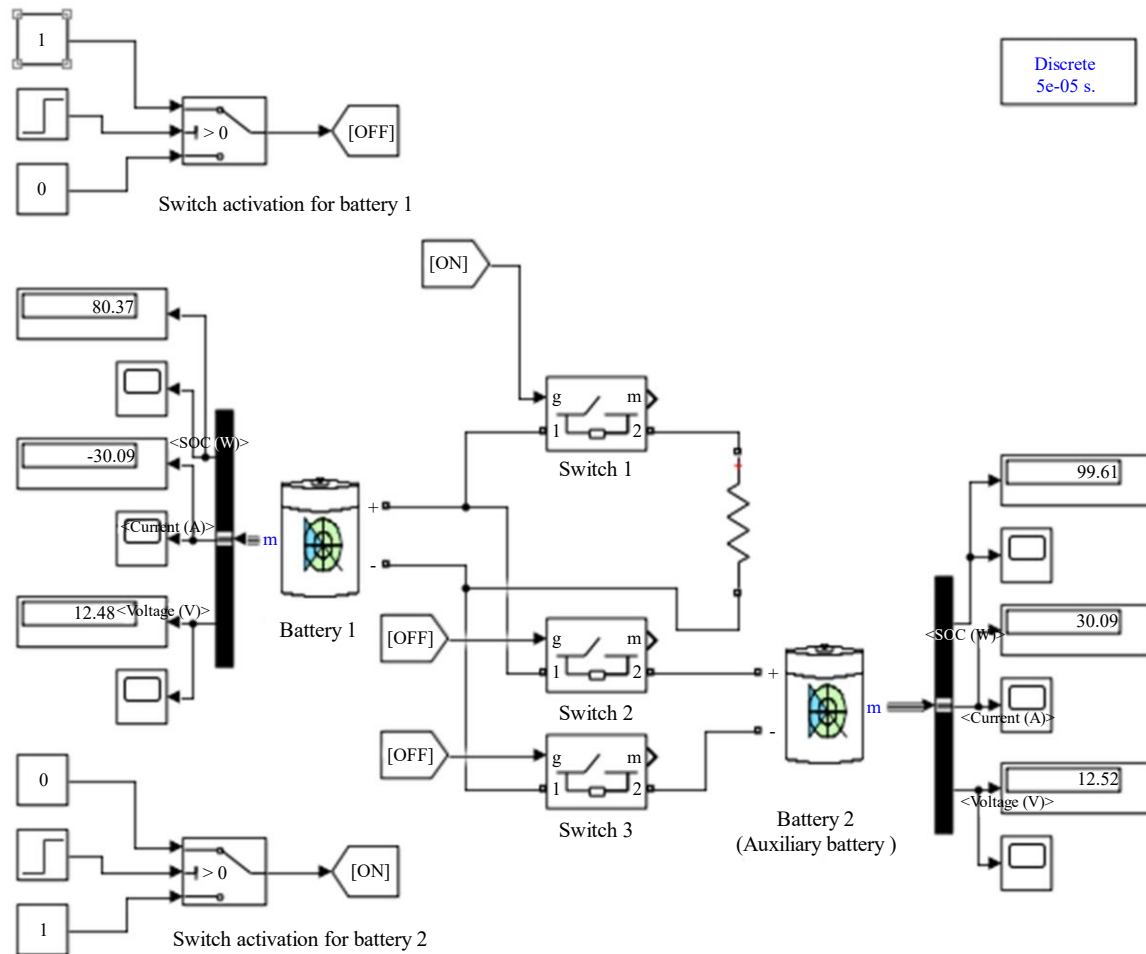 1
Discrete
5e-05 s.
> 0
[OFF]
0
Switch activation for battery 1
[ON]
80.37
g
m
1
2
<SOC (W)>
-30.09
Switch 1
99.61
+
<Current (A)>
m
-
12.48
<Voltage (V)>
Battery 1
[OFF]
g
m
1
2
Switch 2
30.09
<SOC (W)>
+
m
<Current (A)>
-
[OFF]
g
m
1
2
Switch 3
12.52
<Voltage (V)>
Battery 2
(Auxiliary battery )
0
> 0
[ON]
1
Switch activation for battery 2